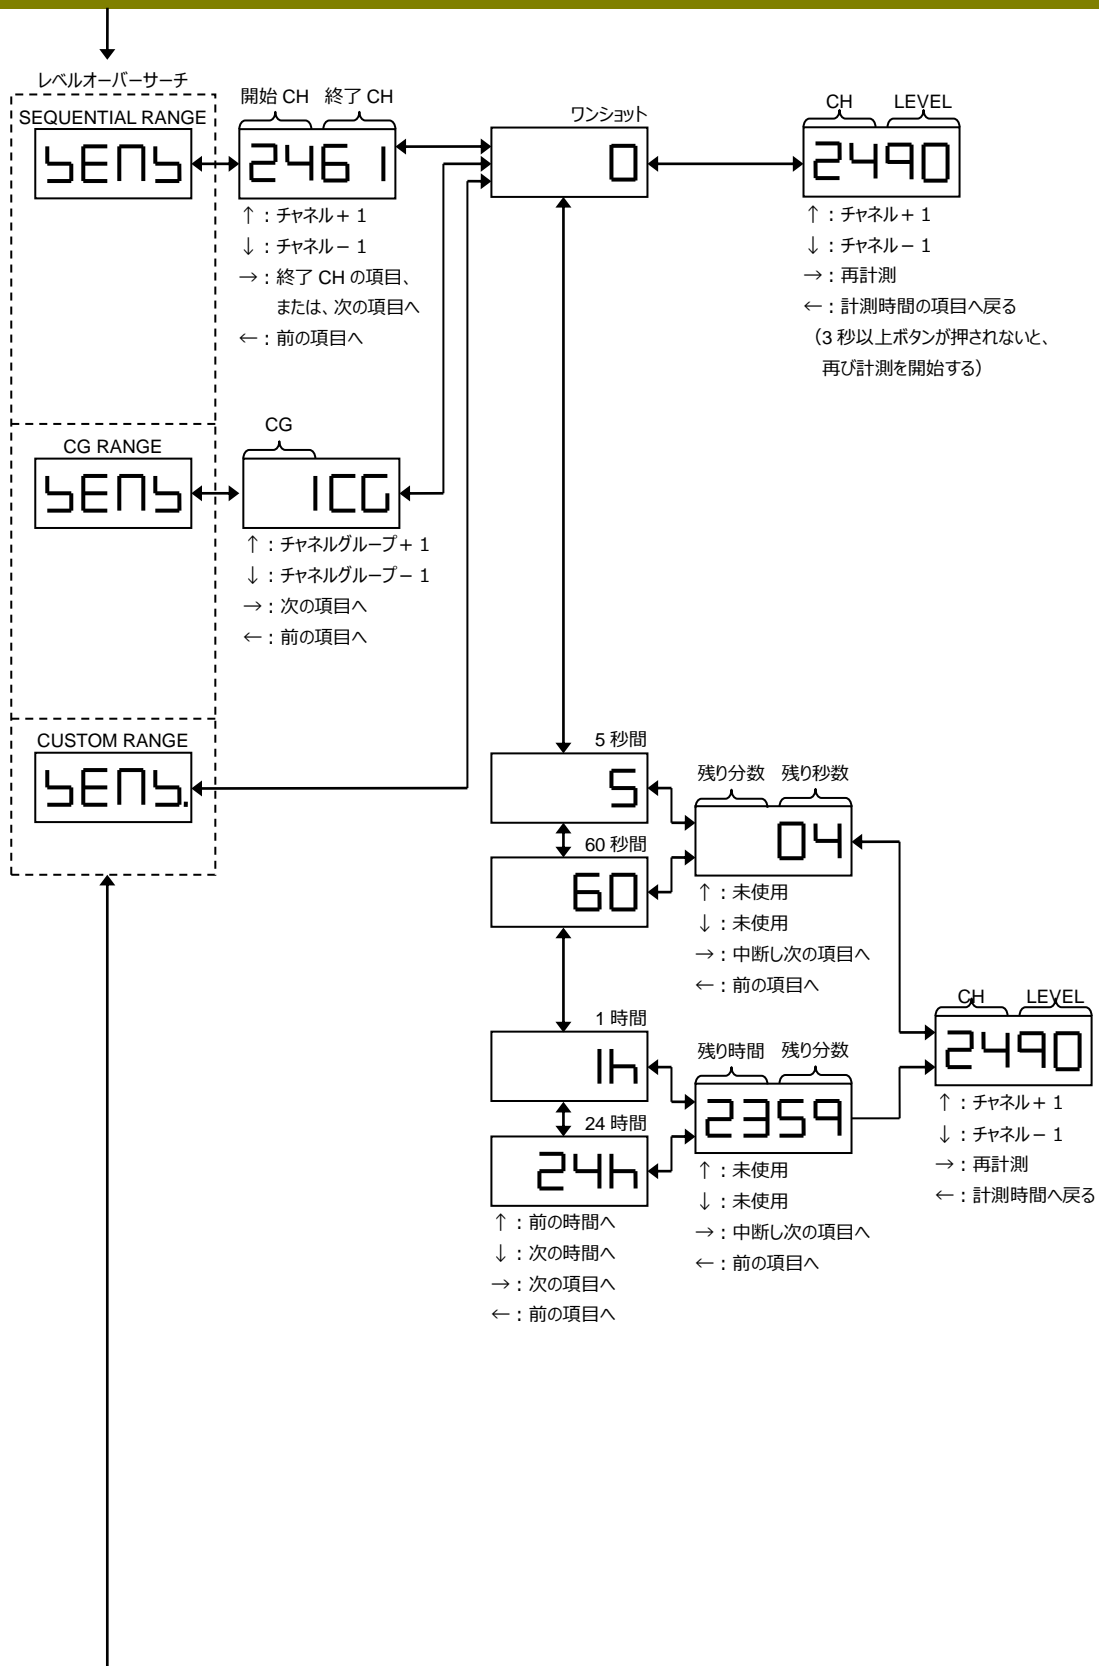 レベルオーバーサーチ
SEQUENTIAL RANGE
SENS
開始 CH 終了 CH
2461
↑：チャネル＋ 1
↓：チャネル－ 1
→：終了 CH の項目、
または、次の項目へ
←：前の項目へ
ワンショット
0
CH LEVEL
2490
↑：チャネル＋ 1
↓：チャネル－ 1
→：再計測
←：計測時間の項目へ戻る
（3 秒以上ボタンが押されないと、
再び計測を開始する）
CG RANGE
SENS
CG
1CG
↑：チャネルグループ＋ 1
↓：チャネルグループ－ 1
→：次の項目へ
←：前の項目へ
CUSTOM RANGE
SENS.
5 秒間
5
60 秒間
60
残り分数 残り秒数
04
↑：未使用
↓：未使用
→：中断し次の項目へ
←：前の項目へ
1 時間
1h
24 時間
24h
↑：前の時間へ
↓：次の時間へ
→：次の項目へ
←：前の項目へ
残り時間 残り分数
2359
↑：未使用
↓：未使用
→：中断し次の項目へ
←：前の項目へ
CH LEVEL
2490
↑：チャネル＋ 1
↓：チャネル－ 1
→：再計測
←：計測時間へ戻る